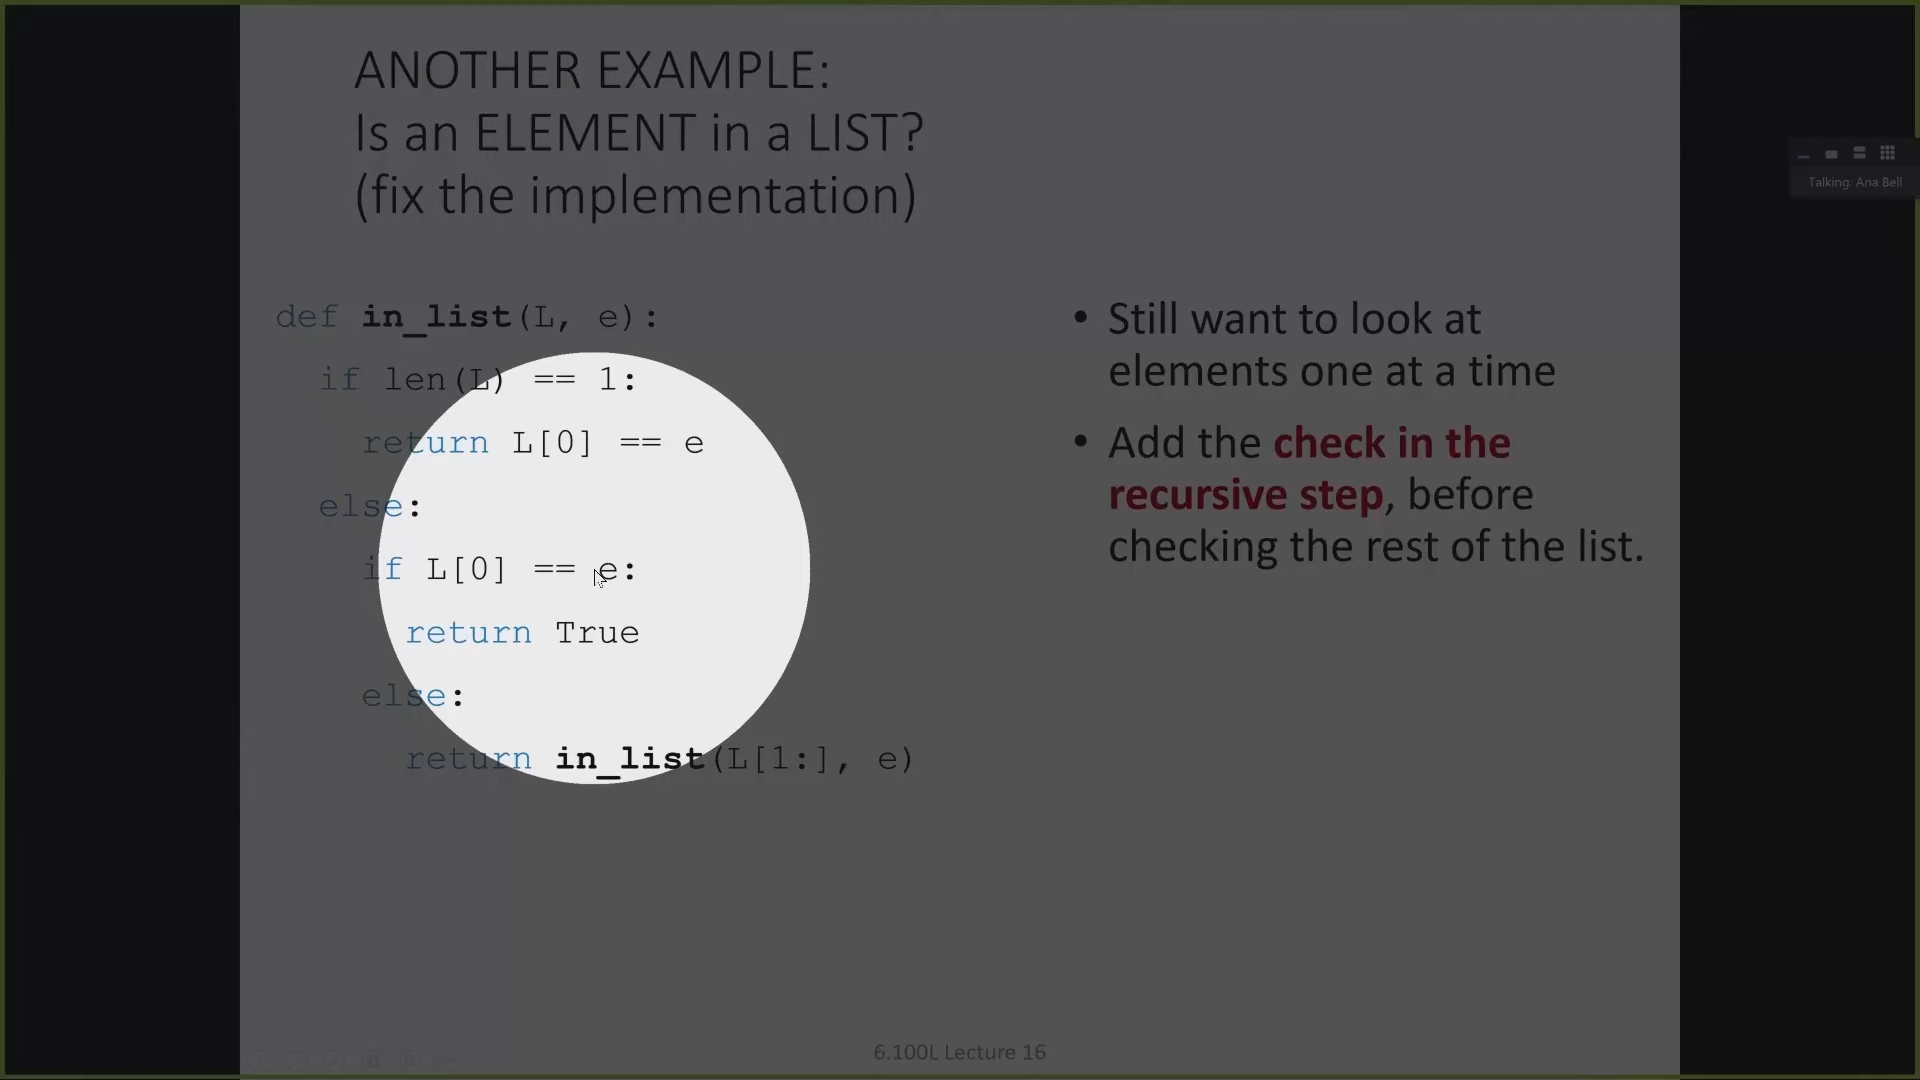 ANOTHER EXAMPLE:
Is an ELEMENT in a LIST?
(fix the implementation)
def in_list(L, e):
if len(L) == 1:
return L[0] == e
else:
if L[0] == e:
return True
else:
return in_list(L[1:], e)
• Still want to look at
elements one at a time
• Add the check in the
recursive step, before
checking the rest of the list.
Talking: Ana Bell
6.100L Lecture 16